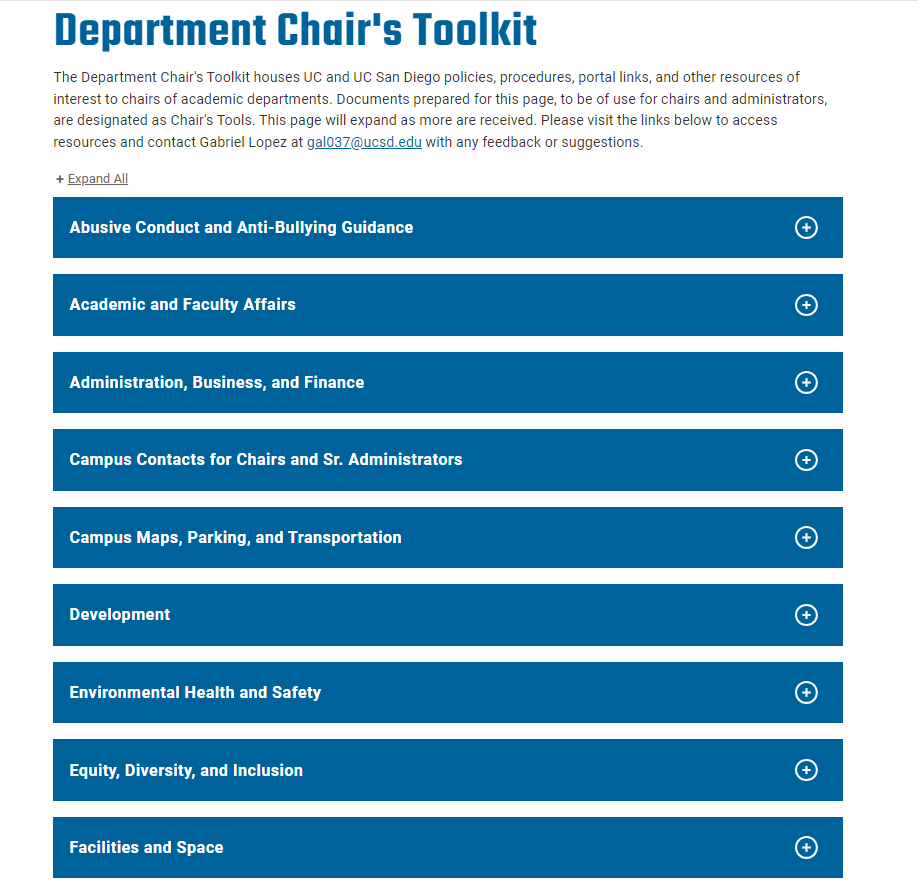 Department Chair's Toolkit
The Department Chair's Toolkit houses UC and UC San Diego policies, procedures, portal links, and other resources of
interest to chairs of academic departments. Documents prepared for this page, to be of use for chairs and administrators,
are designated as Chair's Tools. This page will expand as more are received. Please visit the links below to access
resources and contact Gabriel Lopez at gal037@ucsd.edu with any feedback or suggestions.
+ Expand All
Abusive Conduct and Anti-Bullying Guidance
Academic and Faculty Affairs
Administration, Business, and Finance
Campus Contacts for Chairs and Sr. Administrators
Campus Maps, Parking, and Transportation
Development
Environmental Health and Safety
Equity, Diversity, and Inclusion
Facilities and Space